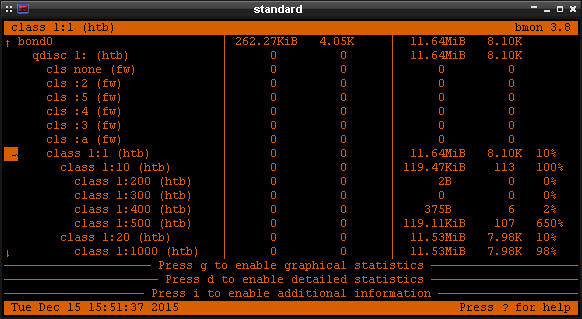 standard
class 1:1 (htb) bmon 3.8
↑ bond0 262.27KiB 4.05K 11.64MiB 8.10K
qdisc 1: (htb) 0 0 11.64MiB 8.10K
cls none (fw) 0 0 0 0
cls :2 (fw) 0 0 0 0
cls :5 (fw) 0 0 0 0
cls :4 (fw) 0 0 0 0
cls :3 (fw) 0 0 0 0
cls :a (fw) 0 0 0 0
→ class 1:1 (htb) 0 0 11.64MiB 8.10K 10%
class 1:10 (htb) 0 0 119.47KiB 113 100%
class 1:200 (htb) 0 0 2B 0 0%
class 1:300 (htb) 0 0 0 0 0%
class 1:400 (htb) 0 0 375B 6 2%
class 1:500 (htb) 0 0 119.11KiB 107 650%
class 1:20 (htb) 0 0 11.53MiB 7.98K 10%
↓ class 1:1000 (htb) 0 0 11.53MiB 7.98K 98%
Press g to enable graphical statistics
Press d to enable detailed statistics
Press i to enable additional information
Tue Dec 15 15:51:37 2015 Press ? for help